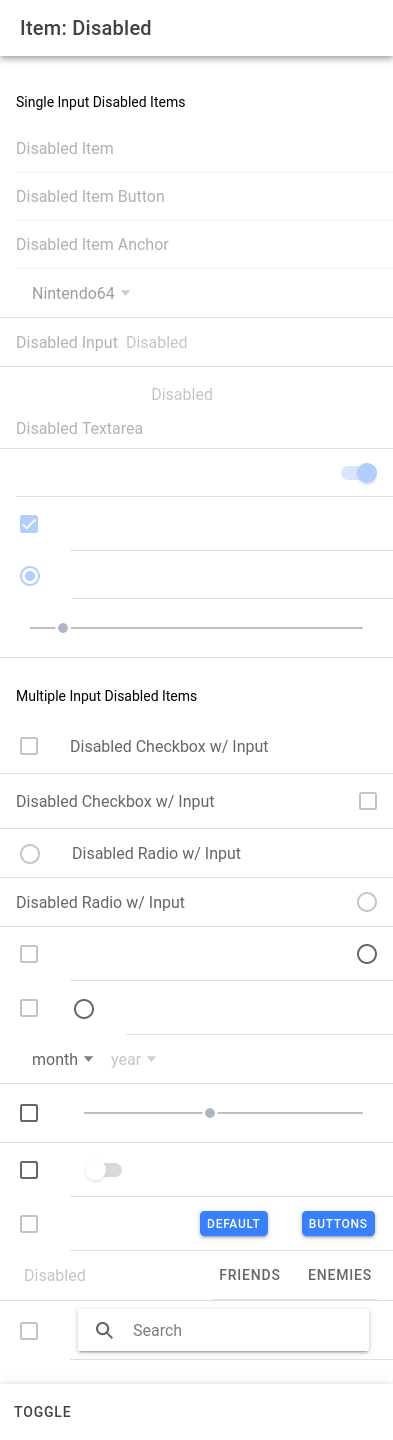 Item: Disabled
Single Input Disabled Items
Disabled Item
Disabled Item Button
Disabled Item Anchor
Nintendo64
Disabled Input Disabled
Disabled
Disabled Textarea
Multiple Input Disabled Items
Disabled Checkbox w/ Input
Disabled Checkbox w/ Input
Disabled Radio w/ Input
Disabled Radio w/ Input
month year
DEFAULT BUTTONS
Disabled FRIENDS ENEMIES
Search
TOGGLE